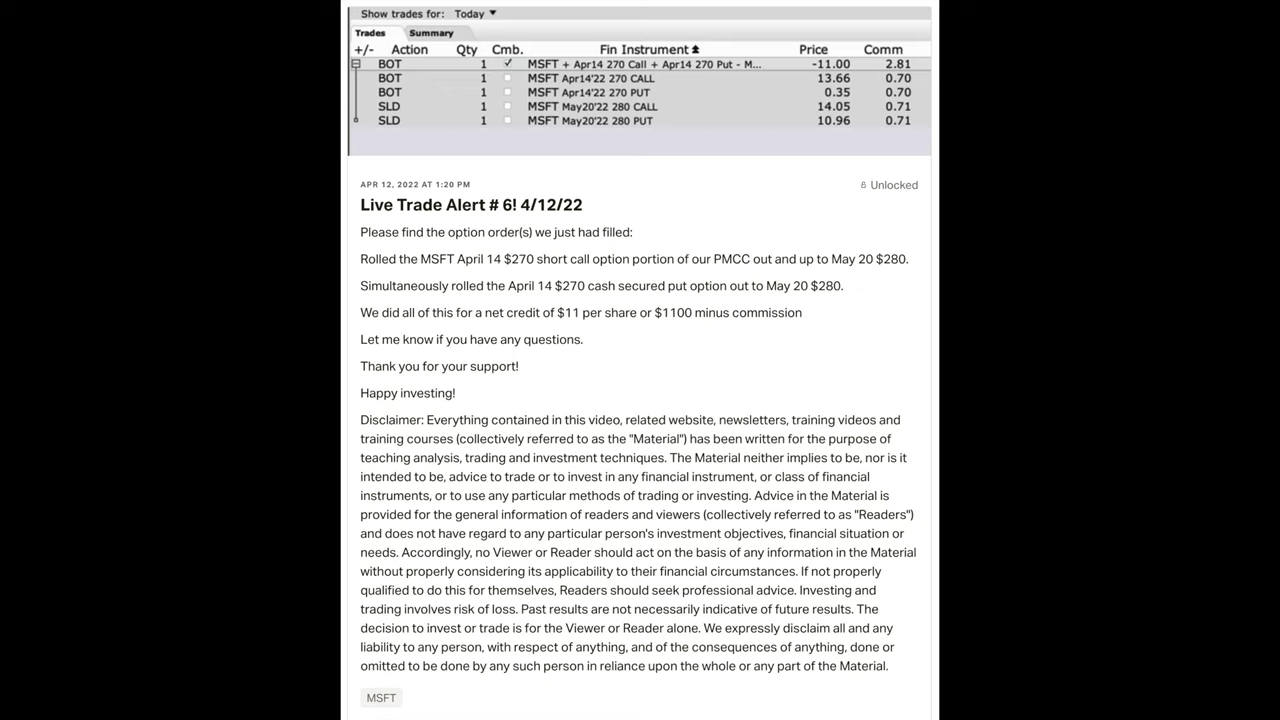 Show trades for: Today ▼
Trades Summary
+/- Action Qty Cmb. Fin Instrument Price Comm
BOT 1 ✓ MSFT + Apr14 270 Call + Apr14 270 Put - M... -11.00 2.81
BOT 1 MSFT Apr14'22 270 CALL 13.66 0.70
BOT 1 MSFT Apr14'22 270 PUT 0.35 0.70
SLD 1 MSFT May20'22 280 CALL 14.05 0.71
SLD 1 MSFT May20'22 280 PUT 10.96 0.71
APR 12, 2022 AT 1:20 PM Unlocked
Live Trade Alert # 6! 4/12/22
Please find the option order(s) we just had filled:
Rolled the MSFT April 14 $270 short call option portion of our PMCC out and up to May 20 $280.
Simultaneously rolled the April 14 $270 cash secured put option out to May 20 $280.
We did all of this for a net credit of $11 per share or $1100 minus commission
Let me know if you have any questions.
Thank you for your support!
Happy investing!
Disclaimer: Everything contained in this video, related website, newsletters, training videos and
training courses (collectively referred to as the "Material") has been written for the purpose of
teaching analysis, trading and investment techniques. The Material neither implies to be, nor is it
intended to be, advice to trade or to invest in any financial instrument, or class of financial
instruments, or to use any particular methods of trading or investing. Advice in the Material is
provided for the general information of readers and viewers (collectively referred to as "Readers")
and does not have regard to any particular person's investment objectives, financial situation or
needs. Accordingly, no Viewer or Reader should act on the basis of any information in the Material
without properly considering its applicability to their financial circumstances. If not properly
qualified to do this for themselves, Readers should seek professional advice. Investing and
trading involves risk of loss. Past results are not necessarily indicative of future results. The
decision to invest or trade is for the Viewer or Reader alone. We expressly disclaim all and any
liability to any person, with respect of anything, and of the consequences of anything, done or
omitted to be done by any such person in reliance upon the whole or any part of the Material.
MSFT